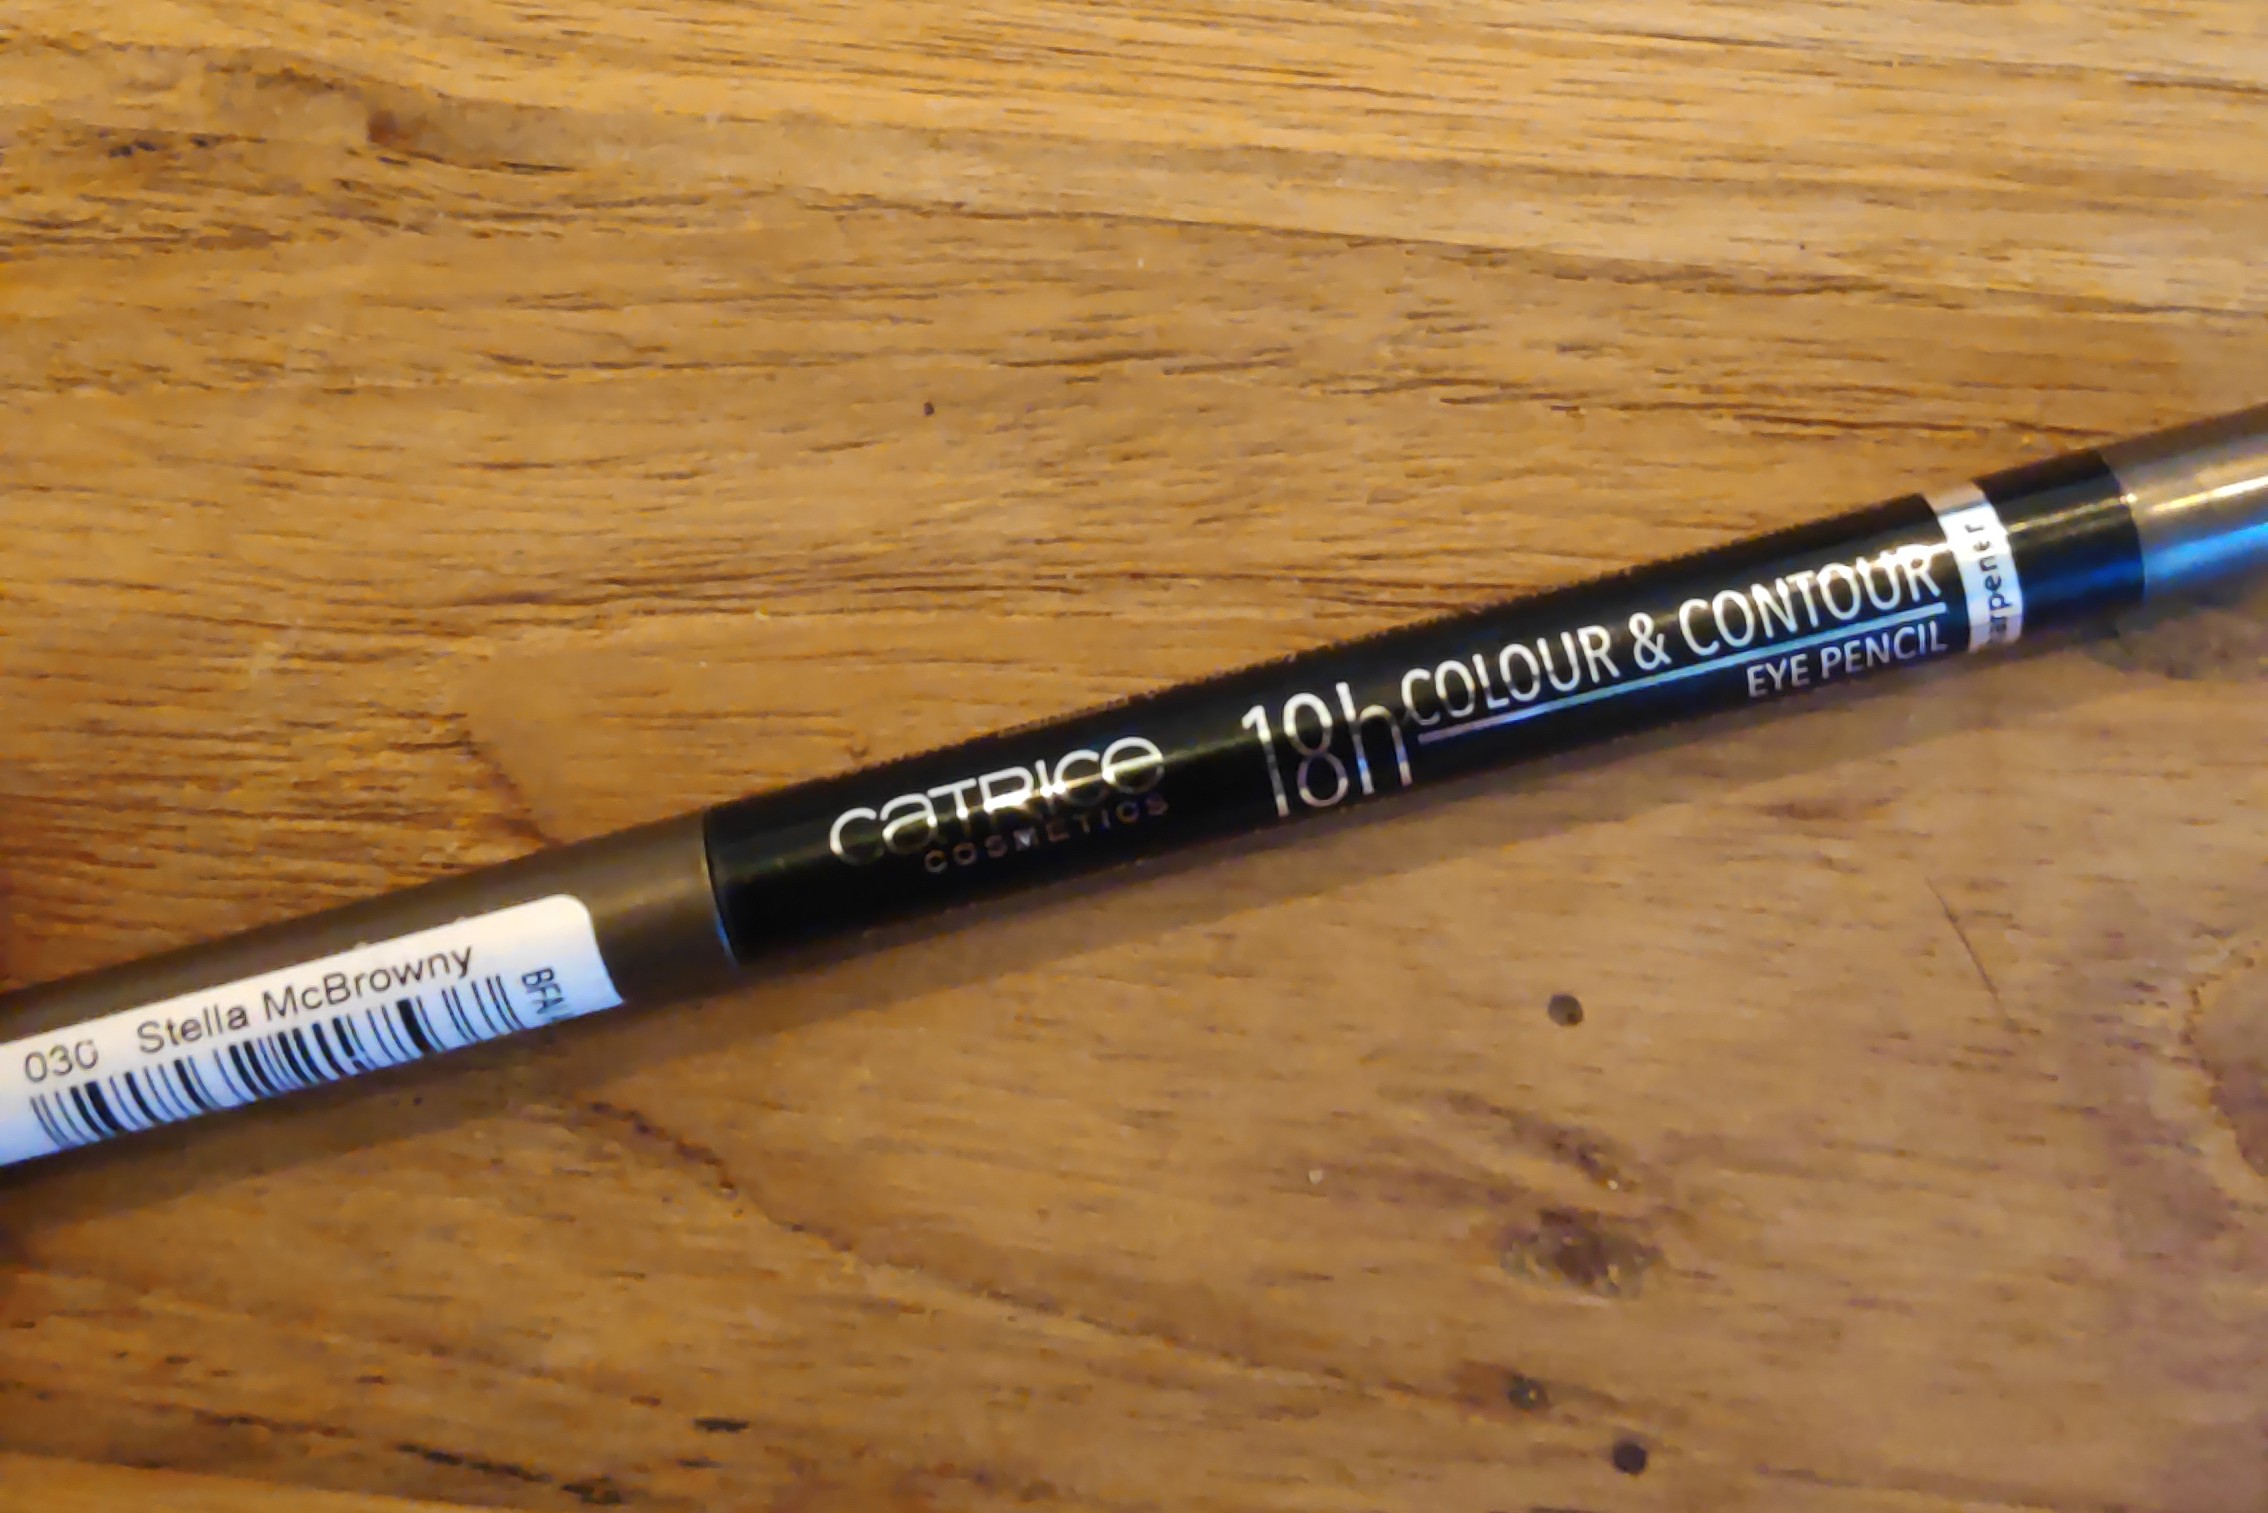 030 Stella McBrowny
CATRICE
COSMETICS
18h COLOUR & CONTOUR
EYE PENCIL